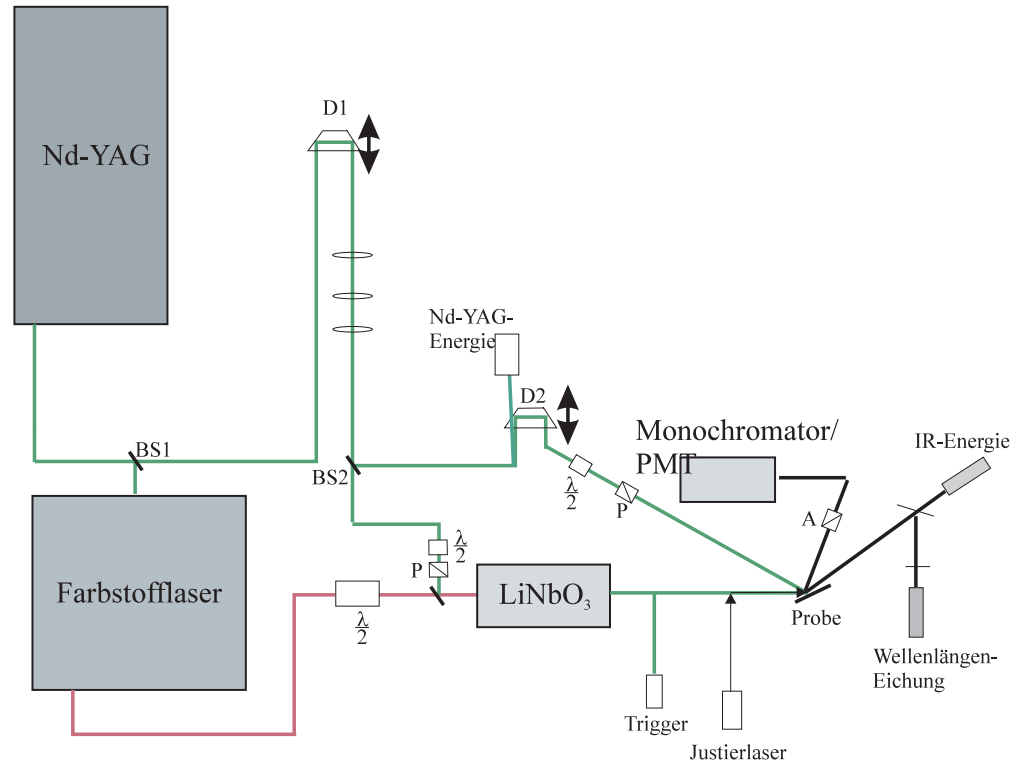 D1
Nd-YAG
Nd-YAG-
Energie
D2
Monochromator/
PMT
IR-Energie
BS1
BS2
λ
2
P
A
λ
2
P
Farbstofflaser
LiNbO₃
λ
2
Probe
Wellenlängen-
Eichung
Trigger
Justierlaser